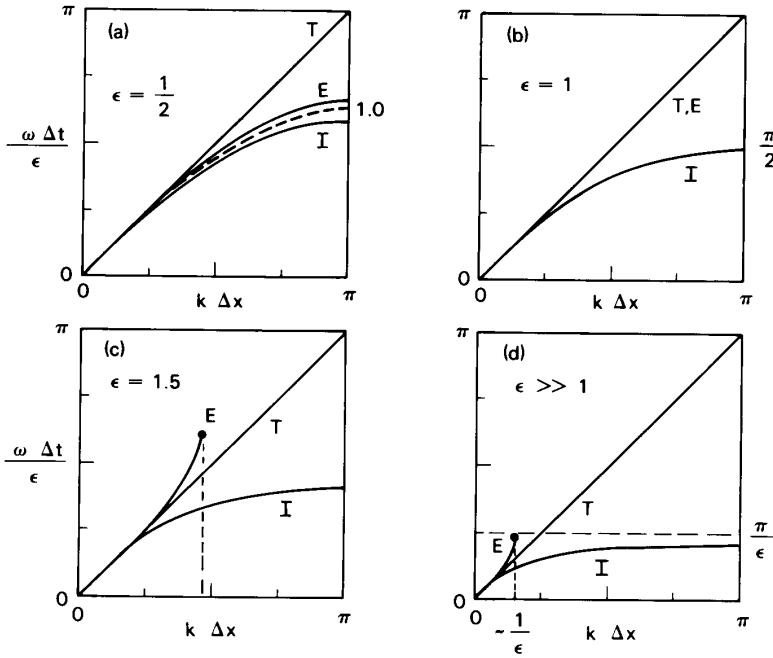 π
(a)
T
ϵ = 1/2
E
1.0
I
ω Δt / ϵ
0
0
k Δx
π
π
(b)
ϵ = 1
T,E
π/2
I
0
0
k Δx
π
π
(c)
ϵ = 1.5
E
T
ω Δt / ϵ
I
0
0
k Δx
π
π
(d)
ϵ >> 1
T
E
π/ϵ
I
0
0
~ 1/ϵ
k Δx
π